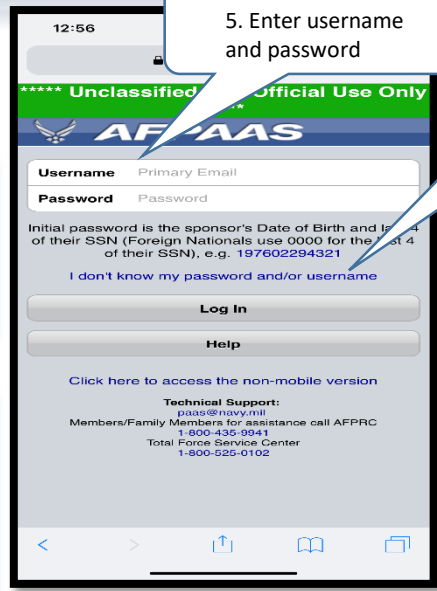 5. Enter username
and password
12:56
***** Unclassified Official Use Only
AFPAAS
Username Primary Email
Password Password
Initial password is the sponsor's Date of Birth and 4
of their SSN (Foreign Nationals use 0000 for the 4
of their SSN), e.g. 197602294321
I don't know my password and/or username
Log In
Help
Click here to access the non-mobile version
Technical Support:
paas@navy.mil
Members/Family Members for assistance call AFPRC
1-800-435-9941
Total Force Service
Center
1-800-525-0102